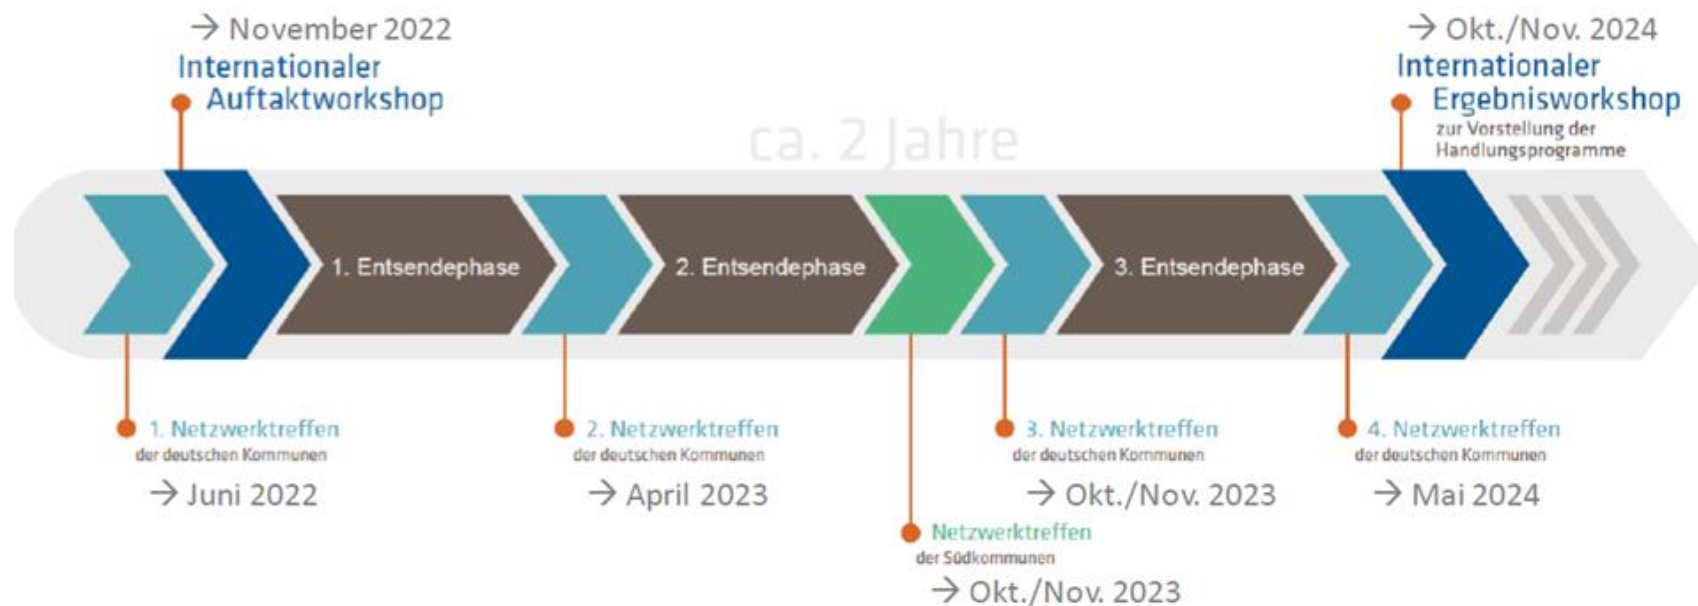 → November 2022
Internationaler
Auftaktworkshop
→ Okt./Nov. 2024
Internationaler
Ergebnisworkshop
zur Vorstellung der
Handlungsprogramme
ca. 2 Jahre
1. Entsendephase
2. Entsendephase
3. Entsendephase
1. Netzwerktreffen
der deutschen Kommunen
→ Juni 2022
2. Netzwerktreffen
der deutschen Kommunen
→ April 2023
Netzwerktreffen
der Südkommunen
→ Okt./Nov. 2023
3. Netzwerktreffen
der deutschen Kommunen
→ Okt./Nov. 2023
4. Netzwerktreffen
der deutschen Kommunen
→ Mai 2024